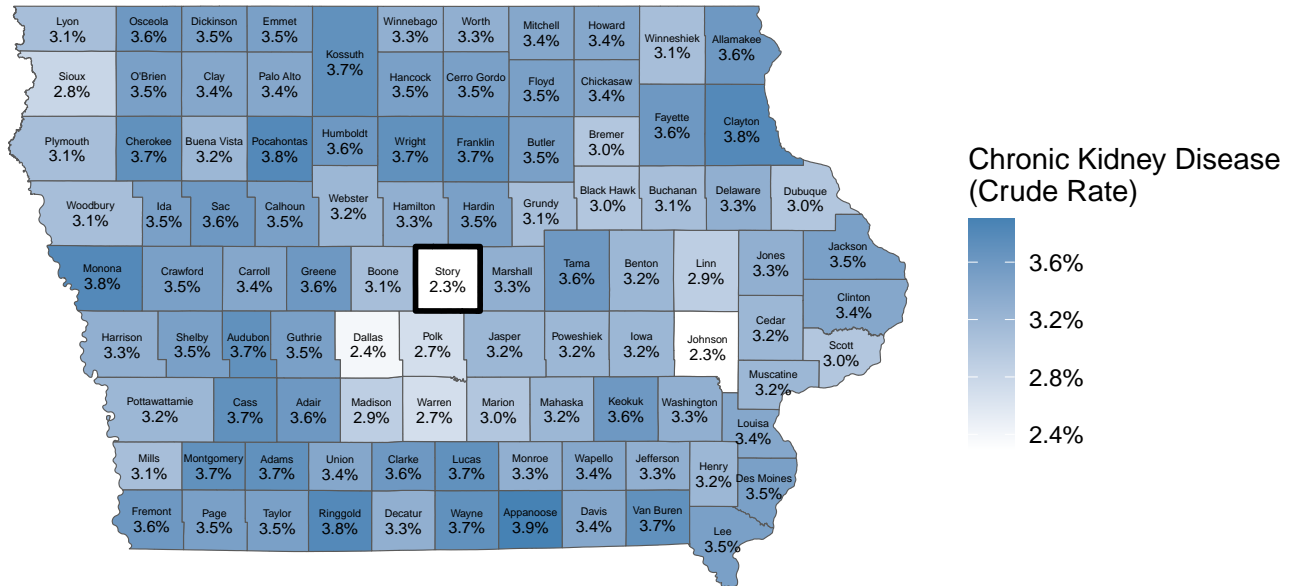 Lyon
3.1%
Osceola
3.6%
Dickinson
3.5%
Emmet
3.5%
Kossuth
3.7%
Winnebago
3.3%
Worth
3.3%
Mitchell
3.4%
Howard
3.4%
Winneshiek
3.1%
Allamakee
3.6%
Sioux
2.8%
O'Brien
3.5%
Clay
3.4%
Palo Alto
3.4%
Hancock
3.5%
Cerro Gordo
3.5%
Floyd
3.5%
Chickasaw
3.4%
Plymouth
3.1%
Cherokee
3.7%
Buena Vista
3.2%
Pocahontas
3.8%
Humboldt
3.6%
Wright
3.7%
Franklin
3.7%
Butler
3.5%
Bremer
3.0%
Fayette
3.6%
Clayton
3.8%
Woodbury
3.1%
Ida
3.5%
Sac
3.6%
Calhoun
3.5%
Webster
3.2%
Hamilton
3.3%
Hardin
3.5%
Grundy
3.1%
Black Hawk
3.0%
Buchanan
3.1%
Delaware
3.3%
Dubuque
3.0%
Monona
3.8%
Crawford
3.5%
Carroll
3.4%
Greene
3.6%
Boone
3.1%
Story
2.3%
Marshall
3.3%
Tama
3.6%
Benton
3.2%
Linn
2.9%
Jones
3.3%
Jackson
3.5%
Clinton
3.4%
Harrison
3.3%
Shelby
3.5%
Audubon
3.7%
Guthrie
3.5%
Dallas
2.4%
Polk
2.7%
Jasper
3.2%
Poweshiek
3.2%
Iowa
3.2%
Johnson
2.3%
Cedar
3.2%
Scott
3.0%
Muscatine
3.2%
Pottawattamie
3.2%
Cass
3.7%
Adair
3.6%
Madison
2.9%
Warren
2.7%
Marion
3.0%
Mahaska
3.2%
Keokuk
3.6%
Washington
3.3%
Louisa
3.4%
Mills
3.1%
Montgomery
3.7%
Adams
3.7%
Union
3.4%
Clarke
3.6%
Lucas
3.7%
Monroe
3.3%
Wapello
3.4%
Jefferson
3.3%
Henry
3.2%
Des Moines
3.5%
Fremont
3.6%
Page
3.5%
Taylor
3.5%
Ringgold
3.8%
Decatur
3.3%
Wayne
3.7%
Appanoose
3.9%
Davis
3.4%
Van Buren
3.7%
Lee
3.5%
Chronic Kidney Disease
(Crude Rate)
3.6%
3.2%
2.8%
2.4%